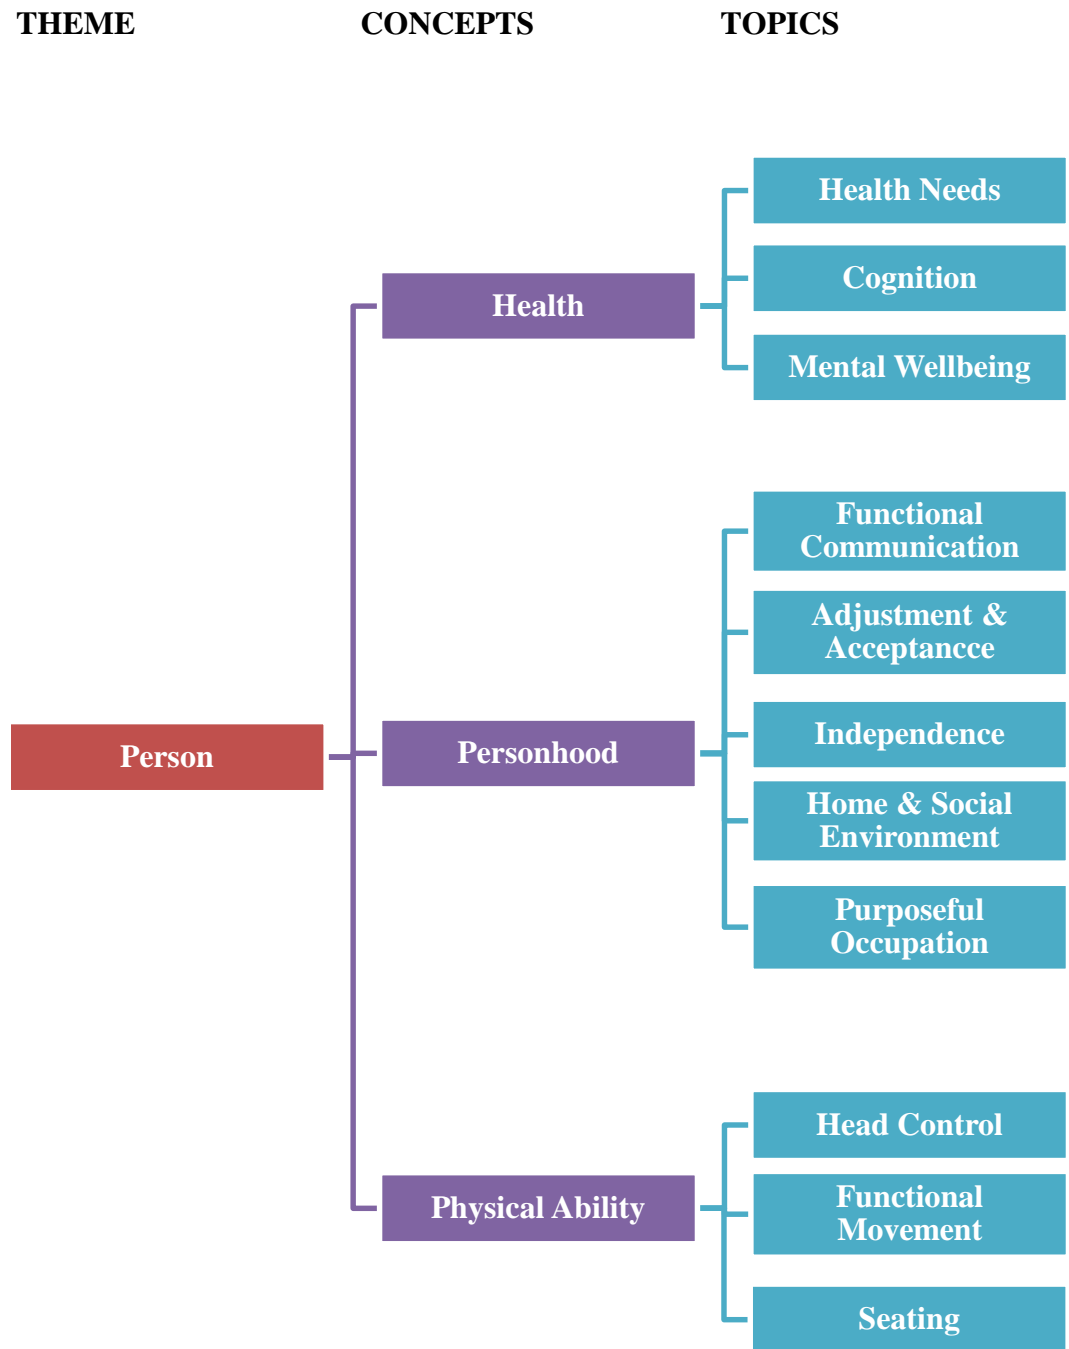 THEME CONCEPTS TOPICS
Health Needs
Cognition
Health
Mental Wellbeing
Functional
Communication
Adjustment &
Acceptancce
Independence
Person
Personhood
Home & Social
Environment
Purposeful
Occupation
Head Control
Functional
Movement
Physical Ability
Seating